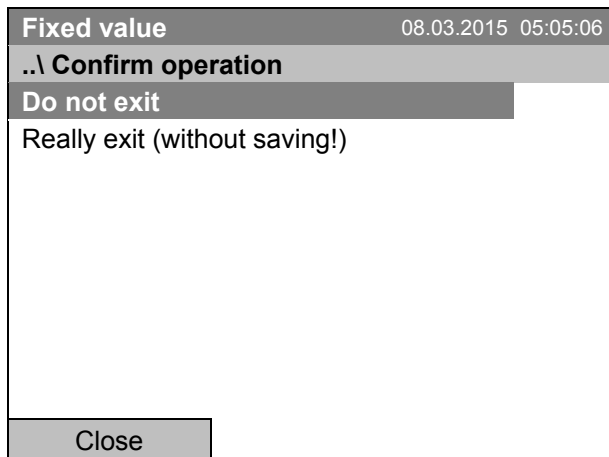 Fixed value 08.03.2015 05:05:06
..\ Confirm operation
Do not exit
Really exit (without saving!)
Close